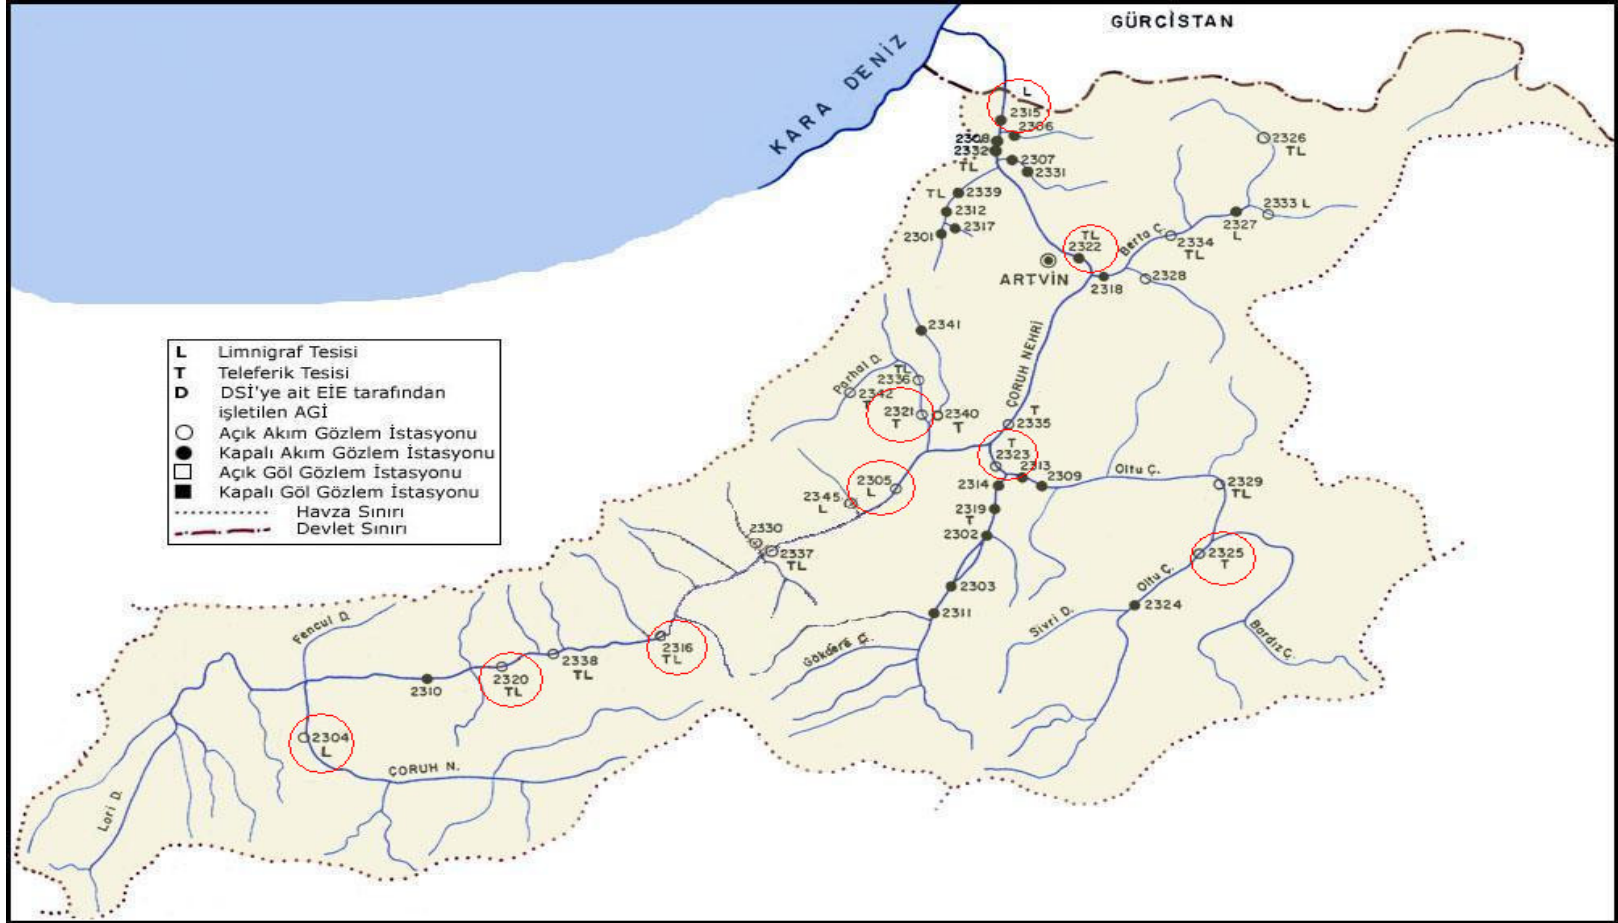 GÜRCİSTAN
KARA DENİZ
L
2315
2306
2308
2332
TL
2307
2331
2326
TL
TL 2339
2312
2317
2301
2333 L
2327
L
Berta Ç.
2334
TL
TL
2322
ARTVİN
2318
2328
2341
ÇORUH NEHRİ
Parhal D.
TL
2336
2342
T
2321
T
2340
T
T
2335
T
2323
2313
2309
2314
Oltu Ç.
2329
TL
2305
L
2345
L
2319
T
2302
2330
2337
TL
2325
T
Oltu Ç.
2303
2324
2311
Sivri D.
Bardız Ç.
Gökdere Ç.
Fencul D.
2316
TL
2338
TL
2320
TL
2310
2304
L
ÇORUH N.
Lori D.
L Limnigraf Tesisi
T Teleferik Tesisi
D DSİ'ye ait EİE tarafından
işletilen AGİ
Açık Akım Gözlem İstasyonu
Kapalı Akım Gözlem İstasyonu
Açık Göl Gözlem İstasyonu
Kapalı Göl Gözlem İstasyonu
Havza Sınırı
Devlet Sınırı